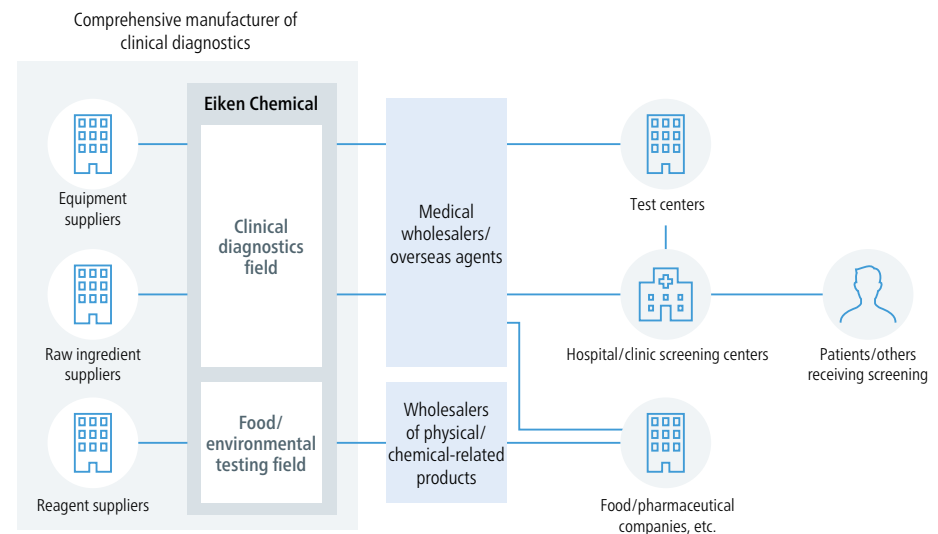 Comprehensive manufacturer of
clinical diagnostics
Eiken Chemical
Equipment
suppliers
Clinical
diagnostics
field
Medical
wholesalers/
overseas agents
Test centers
Raw ingredient
suppliers
Hospital/clinic screening centers
Patients/others
receiving screening
Food/
environmental
testing field
Wholesalers
of physical/
chemical-related
products
Reagent suppliers
Food/pharmaceutical
companies, etc.